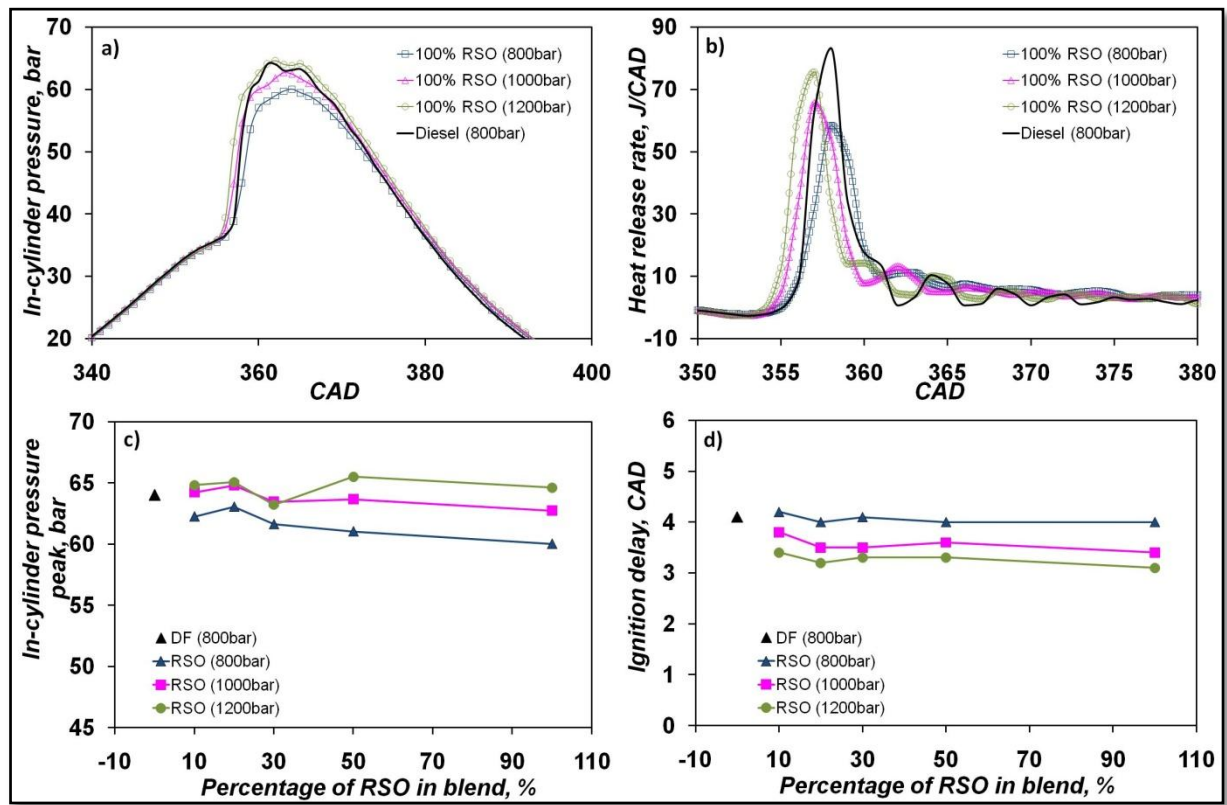 a)
In-cylinder pressure, bar
70
60
50
40
30
20
340
360
380
400
CAD
100% RSO (800bar)
100% RSO (1000bar)
100% RSO (1200bar)
Diesel (800bar)
b)
Heat release rate, J/CAD
90
70
50
30
10
-10
350
355
360
365
370
375
380
CAD
100% RSO (800bar)
100% RSO (1000bar)
100% RSO (1200bar)
Diesel (800bar)
c)
In-cylinder pressure
peak, bar
70
65
60
55
50
45
-10
10
30
50
70
90
110
Percentage of RSO in blend, %
DF (800bar)
RSO (800bar)
RSO (1000bar)
RSO (1200bar)
d)
Ignition delay, CAD
6
5
4
3
2
1
0
-10
10
30
50
70
90
110
Percentage of RSO in blend, %
DF (800bar)
RSO (800bar)
RSO (1000bar)
RSO (1200bar)